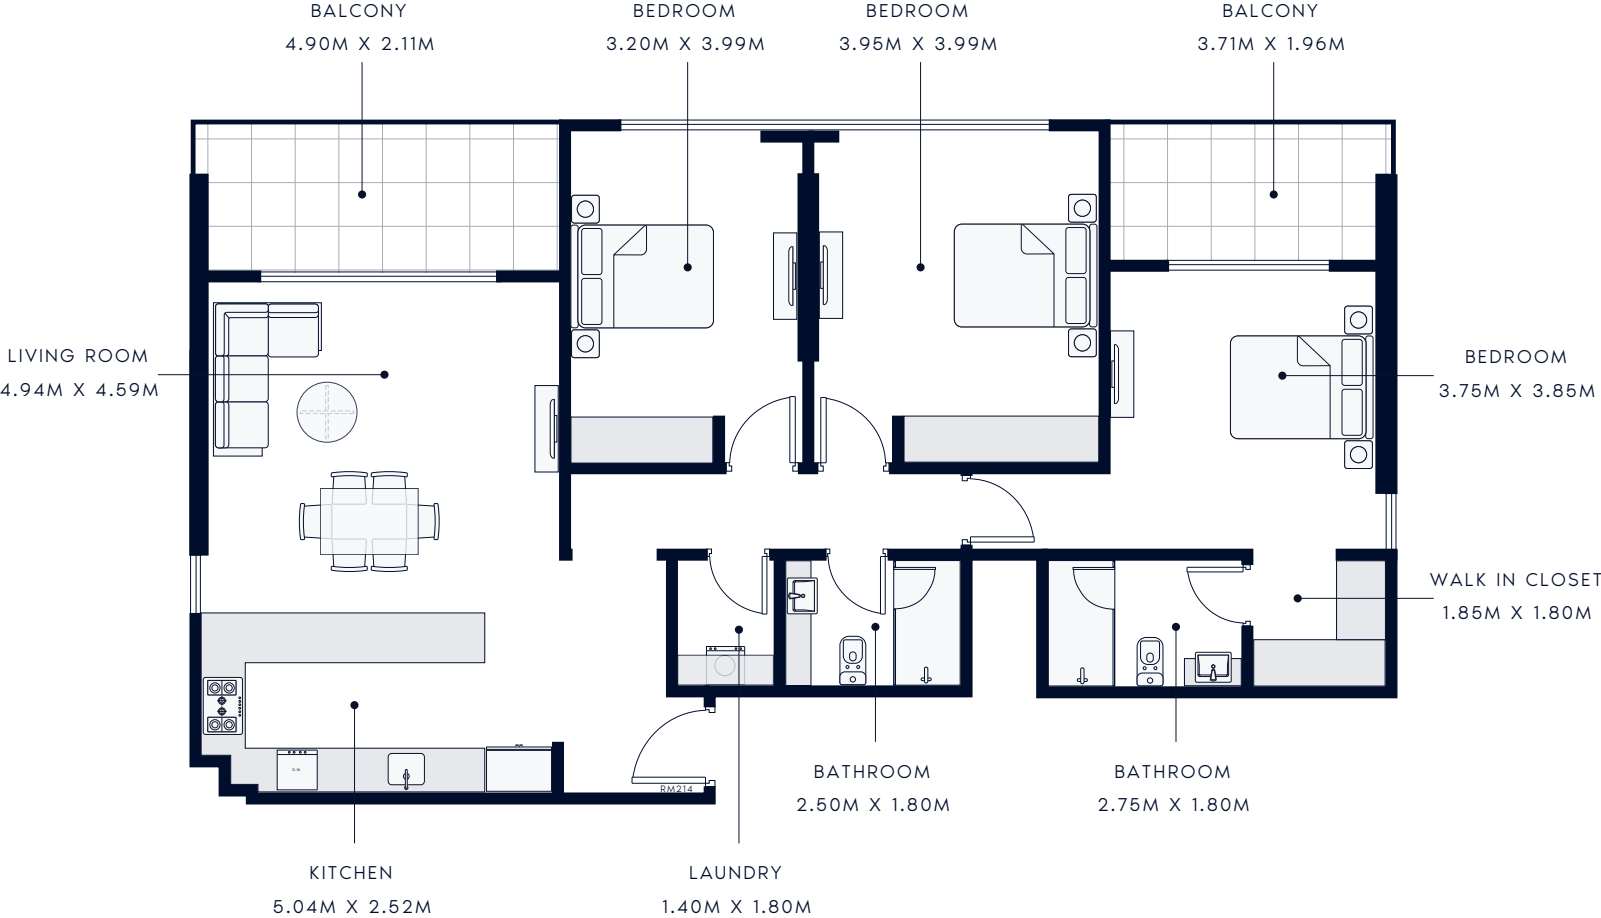 BALCONY
4.90M X 2.11M
BEDROOM
3.20M X 3.99M
BEDROOM
3.95M X 3.99M
BALCONY
3.71M X 1.96M
LIVING ROOM
4.94M X 4.59M
BEDROOM
3.75M X 3.85M
WALK IN CLOSET
1.85M X 1.80M
RM214
BATHROOM
2.50M X 1.80M
BATHROOM
2.75M X 1.80M
KITCHEN
5.04M X 2.52M
LAUNDRY
1.40M X 1.80M